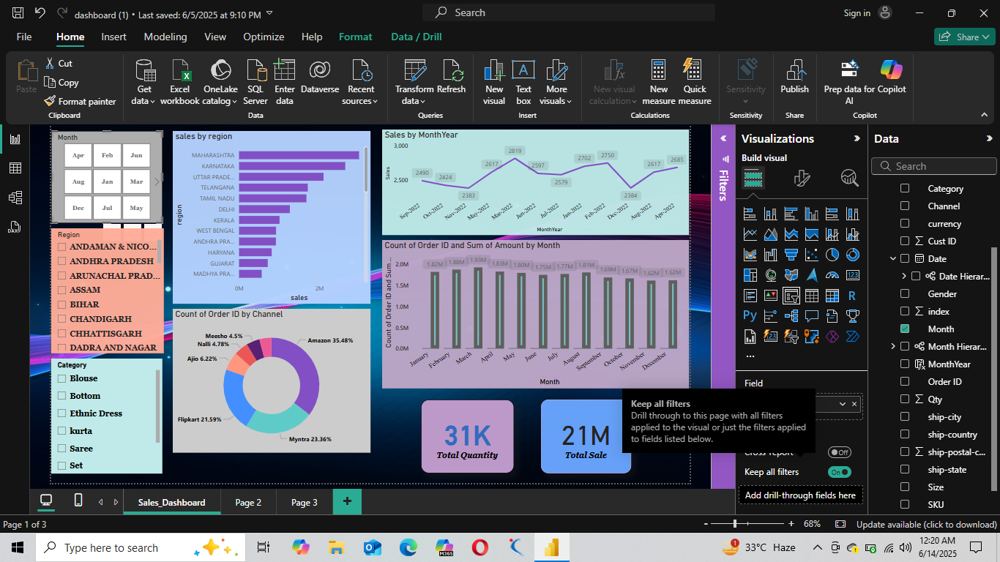 dashboard (1) • Last saved: 6/5/2025 at 9:10 PM
Search
Sign in
File Home Insert Modeling View Optimize Help Format Data / Drill
Share
Paste
Cut
Copy
Format painter
Clipboard
Get data
Excel workbook
OneLake catalog
SQL Server
Enter data
Dataverse
Recent sources
Data
Transform data
Refresh
Queries
New visual
Text box
More visuals
Insert
New visual calculation
New measure
Quick measure
Calculations
Sensitivity
Sensitivity
Publish
Share
Prep data for AI
Copilot
Copilot
Month
Apr Feb Jun
Aug Jan Mar
Dec Jul May
Region
ANDAMAN & NICO...
ANDHRA PRADESH
ARUNACHAL PRAD...
ASSAM
BIHAR
CHANDIGARH
CHHATTISGARH
DADRA AND NAGAR
Category
Blouse
Bottom
Ethnic Dress
kurta
Saree
Set
sales by region
region
MAHARASHTRA
KARNATAKA
UTTAR PRADE...
TELANGANA
TAMIL NADU
DELHI
KERALA
WEST BENGAL
ANDHRA PRA...
HARYANA
GUJARAT
MADHYA PRA...
0M 2M
sales
Count of Order ID by Channel
Meesho 4.5%
Nalli 4.78%
Ajio 6.22%
Flipkart 21.59%
Amazon 35.48%
Myntra 23.36%
Sales by MonthYear
Sales
3,000
2,500
2490 2424 2383 2617 2819 2597 2579 2702 2750 2384 2617 2685
Sep-2022 Oct-2022 Nov-2022 May-2022 Mar-2022 Jun-2022 Jul-2022 Jan-2022 Feb-2022 Dec-2022 Aug-2022 Apr-2022
MonthYear
Count of Order ID and Sum of Amount by Month
Count of Order ID and Sum ...
2.0M
1.5M
1.0M
0.5M
0.0M
1.82M 1.88M 1.93M 1.83M 1.80M 1.75M 1.77M 1.81M 1.69M 1.67M 1.62M 1.62M
January February March April May June July August September October November December
Month
31K
Total Quantity
21M
Total Sale
Filters
Visualizations
Build visual
R
Py
123
...
Field
Keep all filters
Drill through to this page with all filters
applied to the visual or just the filters applied
to fields listed below.
Off
Keep all filters
On
Add drill-through fields here
Data
Search
Category
Channel
currency
Cust ID
Date
Date Hierar...
Gender
index
Month
Month Hierar...
MonthYear
Order ID
Qty
ship-city
ship-country
ship-postal-c...
ship-state
Size
SKU
Sales_Dashboard Page 2 Page 3 +
Page 1 of 3
- + 68%
Update available (click to download)
Type here to search
M365
1
33°C Haze
12:20 AM
6/14/2025